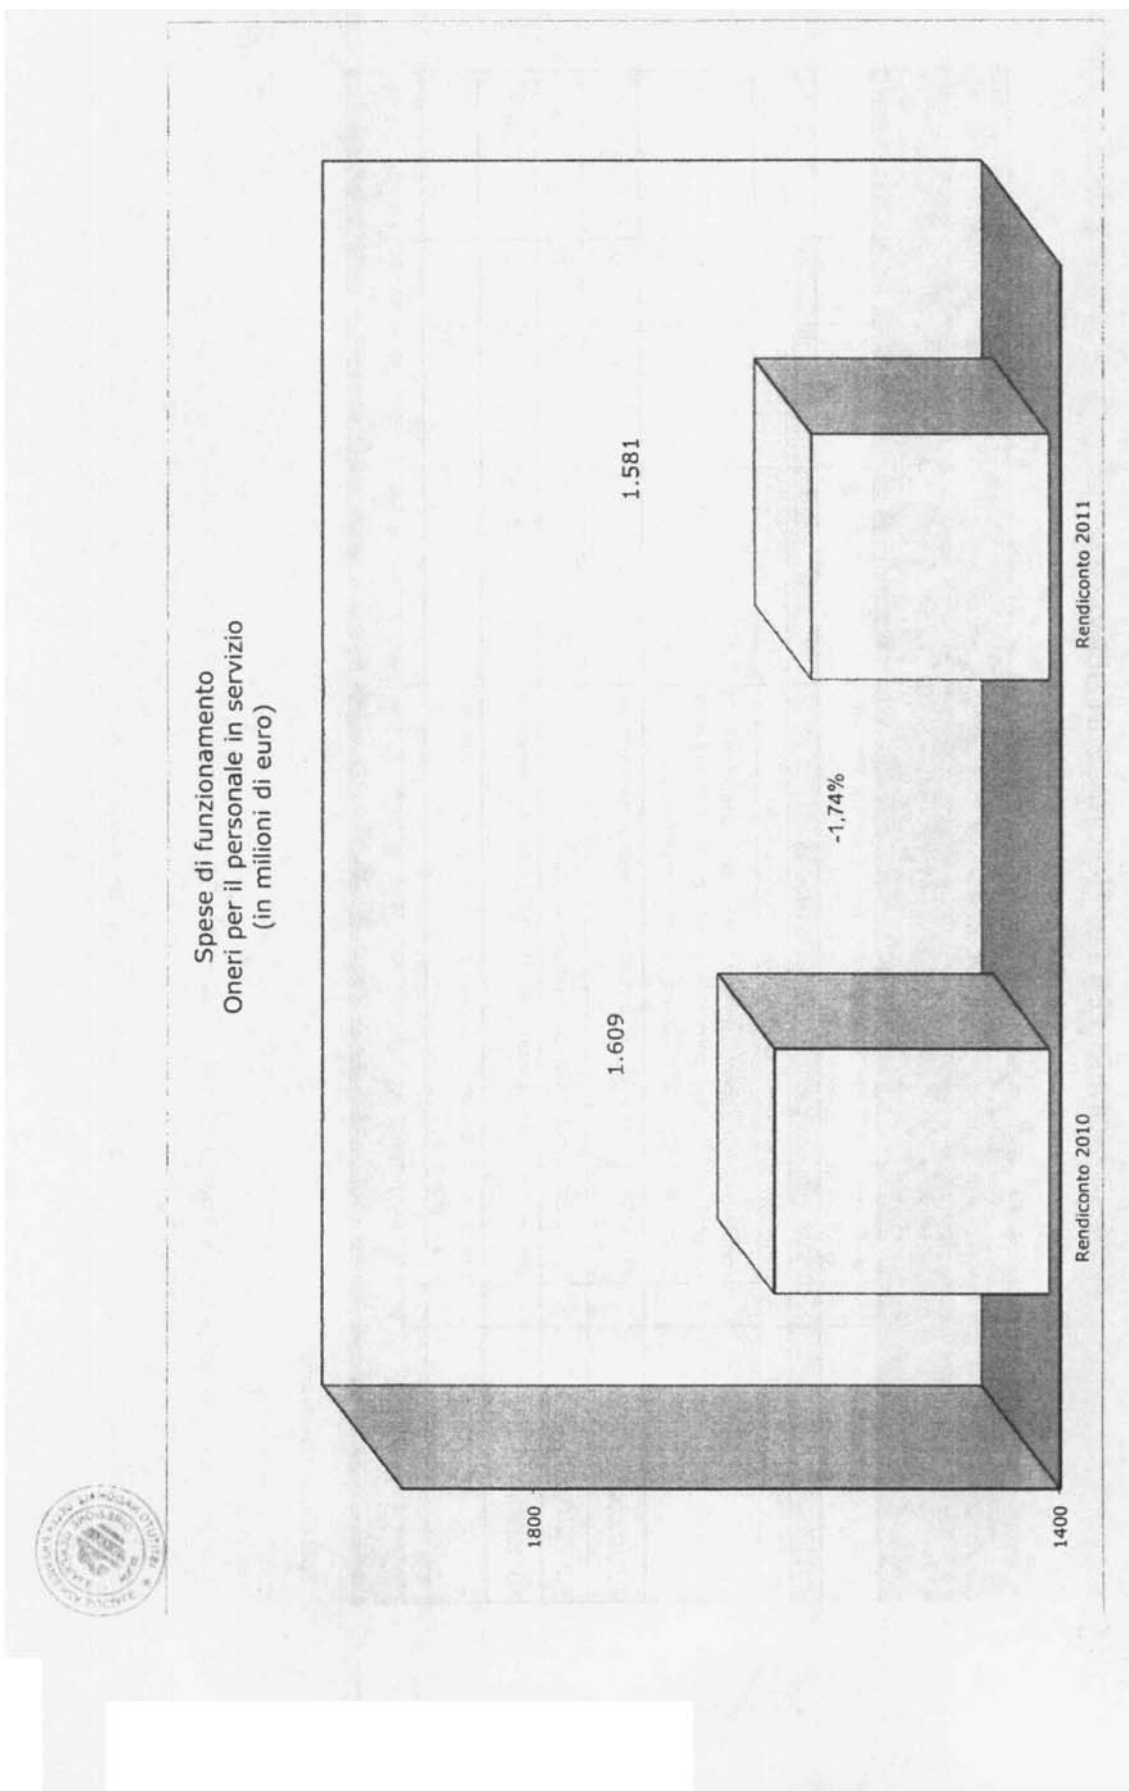 Spese di funzionamento
Oneri per il personale in servizio
(in milioni di euro)
1800
1400
1.609
-1,74%
1.581
Rendiconto 2010
Rendiconto 2011